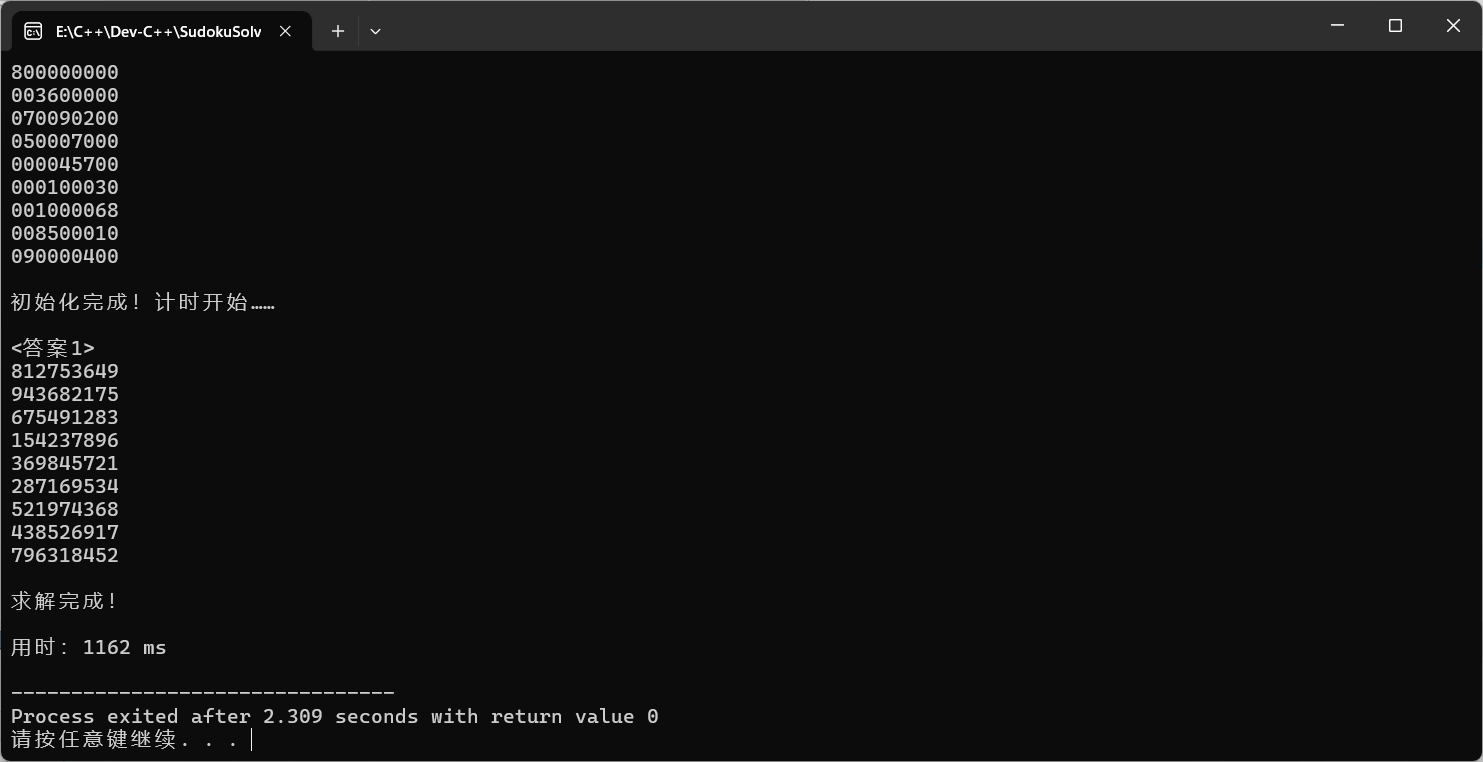 E:\C++\Dev-C++\SudokuSolv
800000000
003600000
070090200
050007000
000045700
000100030
001000068
008500010
090000400
初始化完成！计时开始……
<答案1>
812753649
943682175
675491283
154237896
369845721
287169534
521974368
438526917
796318452
求解完成！
用时：1162 ms
--------------------------------
Process exited after 2.309 seconds with return value 0
请按任意键继续. . .